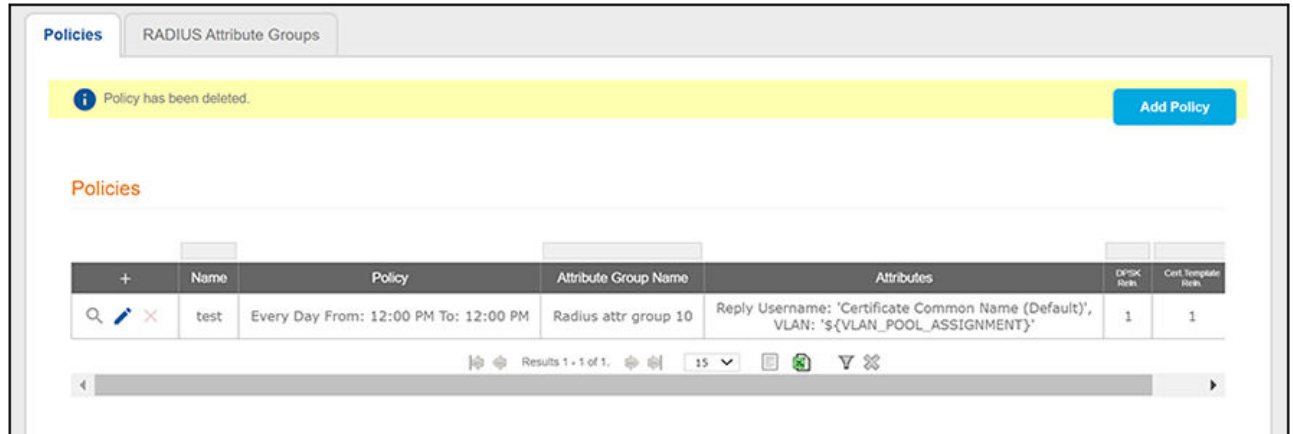 Policies RADIUS Attribute Groups
Policy has been deleted.
Add Policy
Policies
+ Name Policy Attribute Group Name Attributes DPSK Reln. Cert.Template Reln.
test Every Day From: 12:00 PM To: 12:00 PM Radius attr group 10 Reply Username: 'Certificate Common Name (Default)', 1 1
VLAN: '${VLAN_POOL_ASSIGNMENT}'
Results 1 - 1 of 1. 15